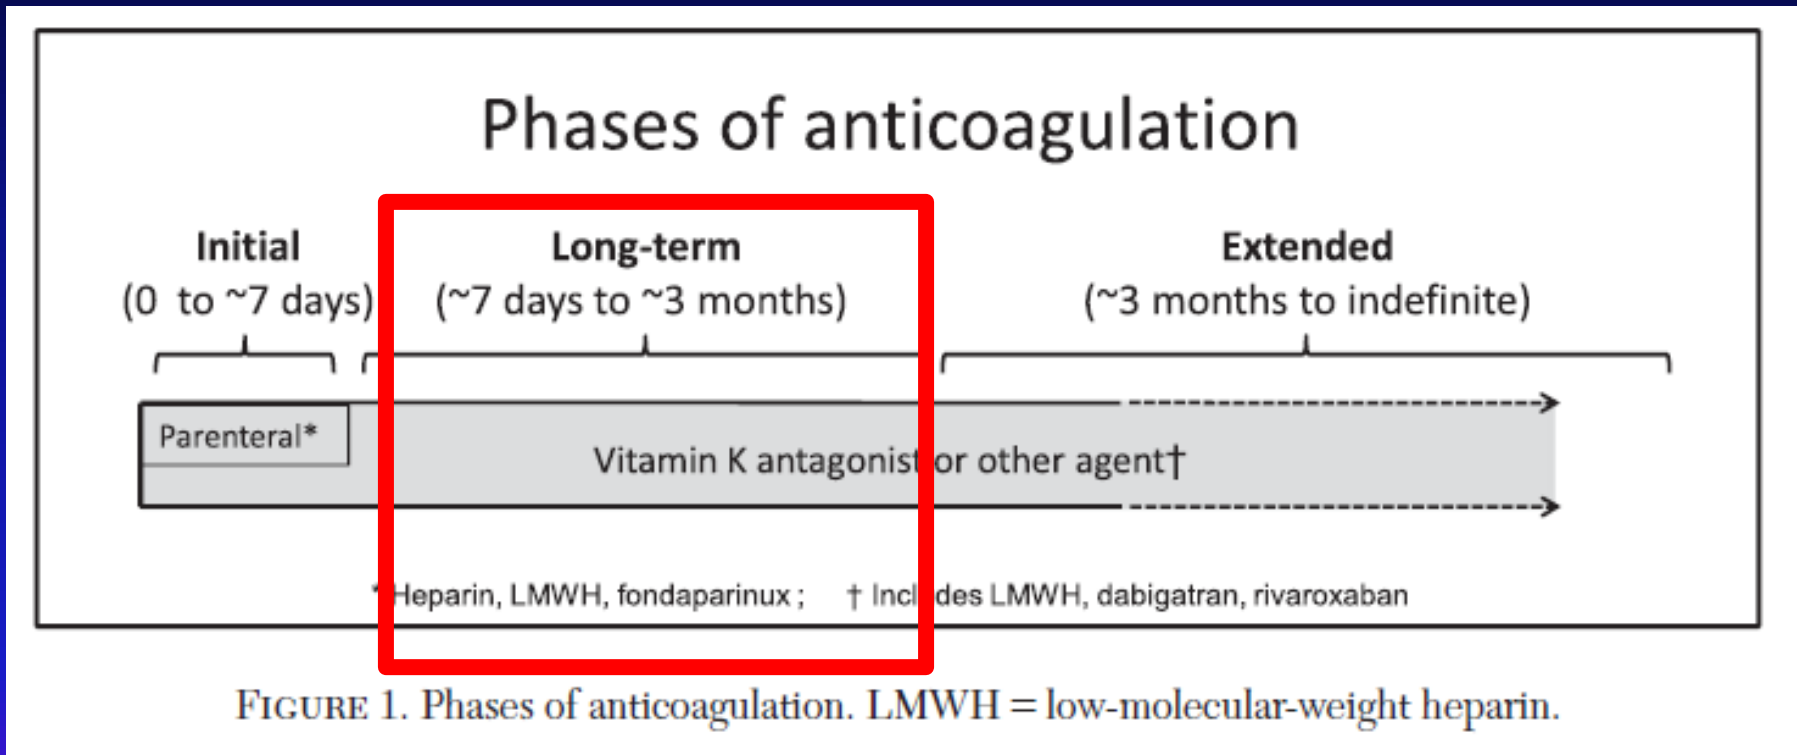 Phases of anticoagulation
Initial
(0 to ~7 days)
Long-term
(~7 days to ~3 months)
Extended
(~3 months to indefinite)
Parenteral*
Vitamin K antagonist or other agent†
*Heparin, LMWH, fondaparinux; † Includes LMWH, dabigatran, rivaroxaban
FIGURE 1. Phases of anticoagulation. LMWH = low-molecular-weight heparin.